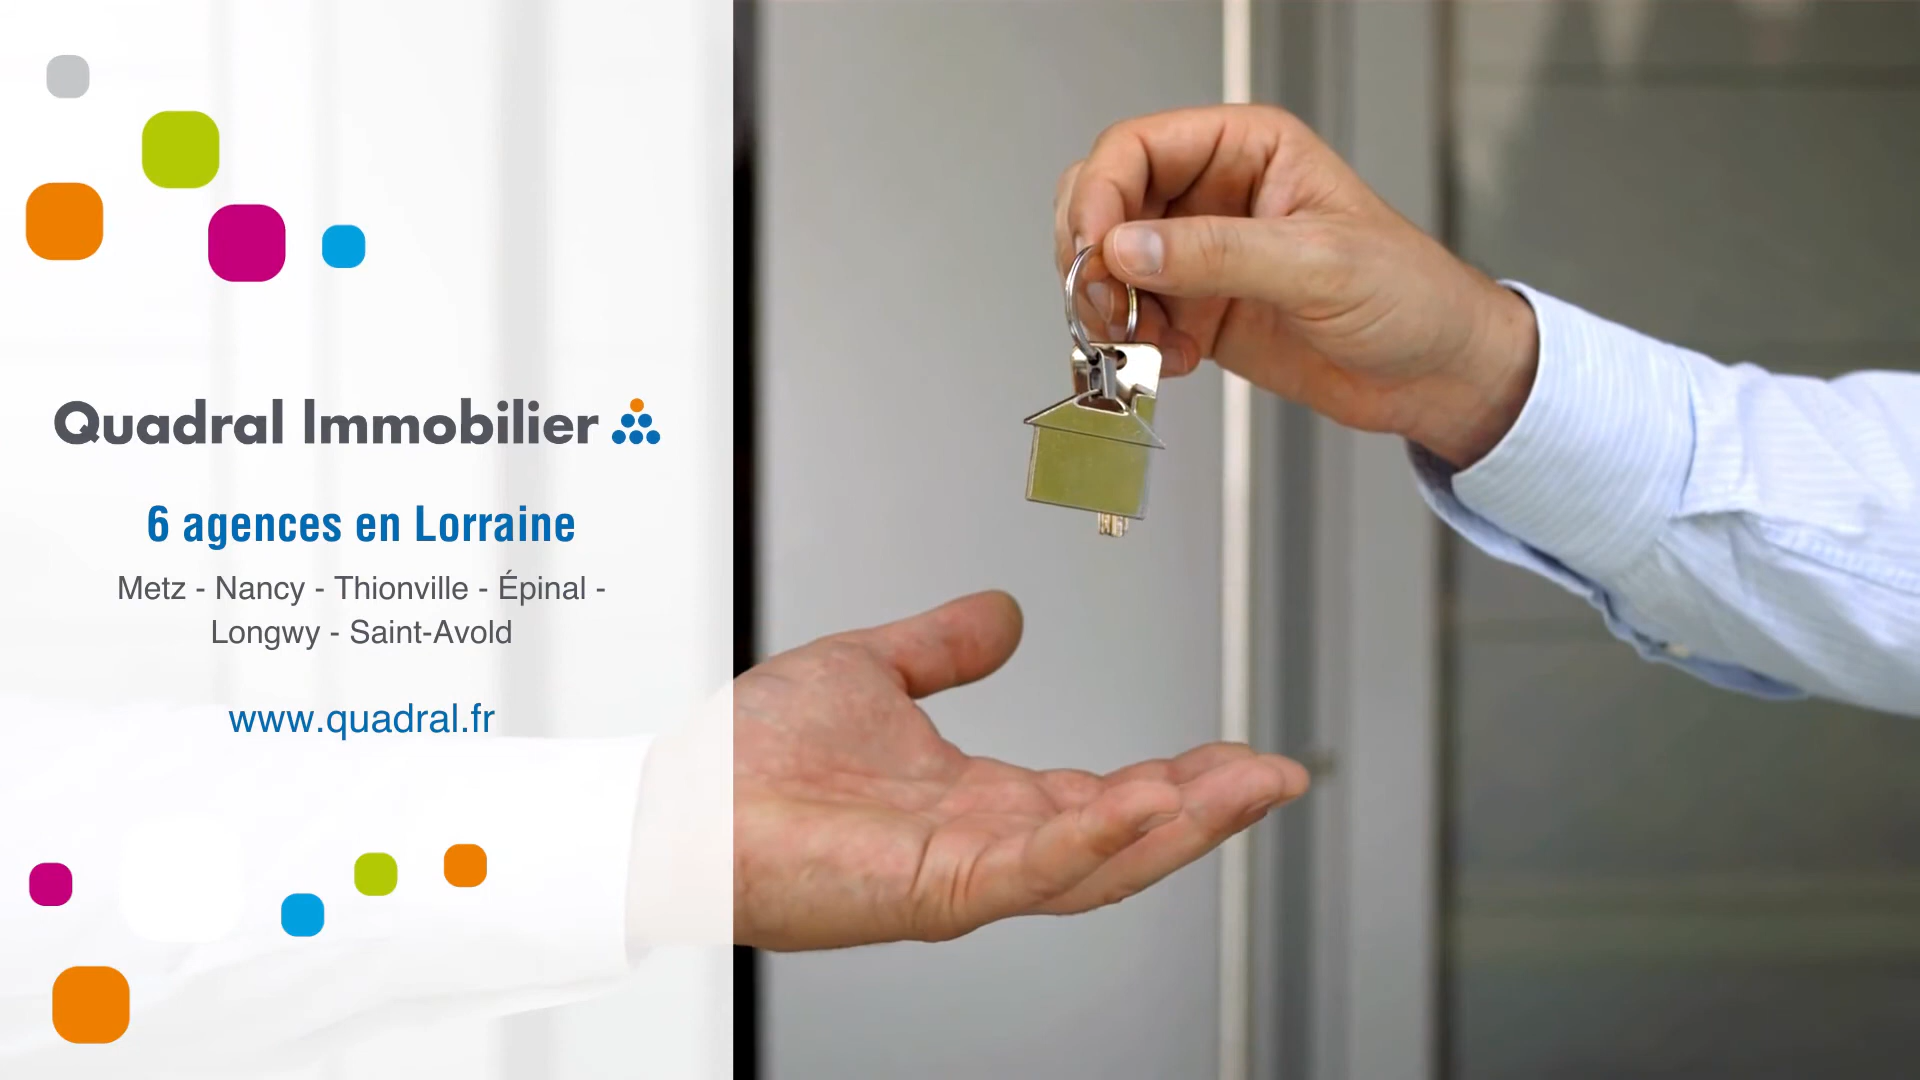 Quadral Immobilier
6 agences en Lorraine
Metz - Nancy - Thionville - Épinal -
Longwy - Saint-Avold
www.quadral.fr